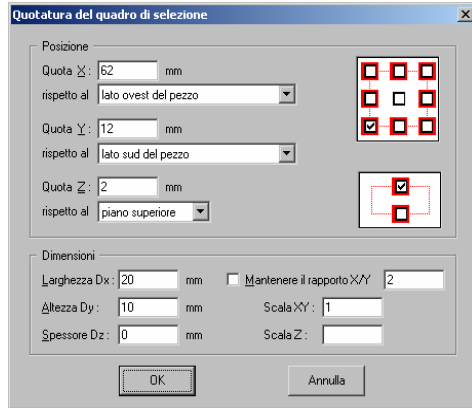 Quotatura del quadro di selezione
Posizione
Quota X : 62 mm
rispetto al lato ovest del pezzo
Quota Y : 12 mm
rispetto al lato sud del pezzo
Quota Z : 2 mm
rispetto al piano superiore
Dimensioni
Larghezza Dx : 20 mm Mantenere il rapporto X/Y 2
Altezza Dy : 10 mm Scala XY : 1
Spessore Dz : 0 mm Scala Z :
OK Annulla